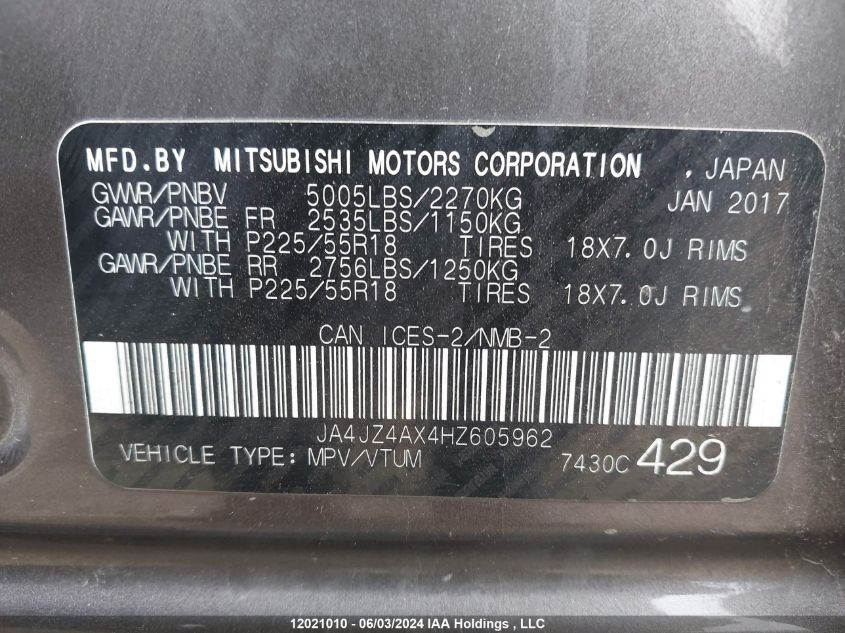 MFD.BY MITSUBISHI MOTORS CORPORATION , JAPAN
GVWR/PNBV 5005LBS/2270KG JAN 2017
GAWR/PNBE FR 2535LBS/1150KG
WITH P225/55R18 TIRES 18X7.0J RIMS
GAWR/PNBE RR 2756LBS/1250KG
WITH P225/55R18 TIRES 18X7.0J RIMS
CAN ICES-2/NMB-2
JA4JZ4AX4HZ605962
VEHICLE TYPE: MPV/VTUM 7430C 429
12021010 - 06/03/2024 IAA Holdings , LLC